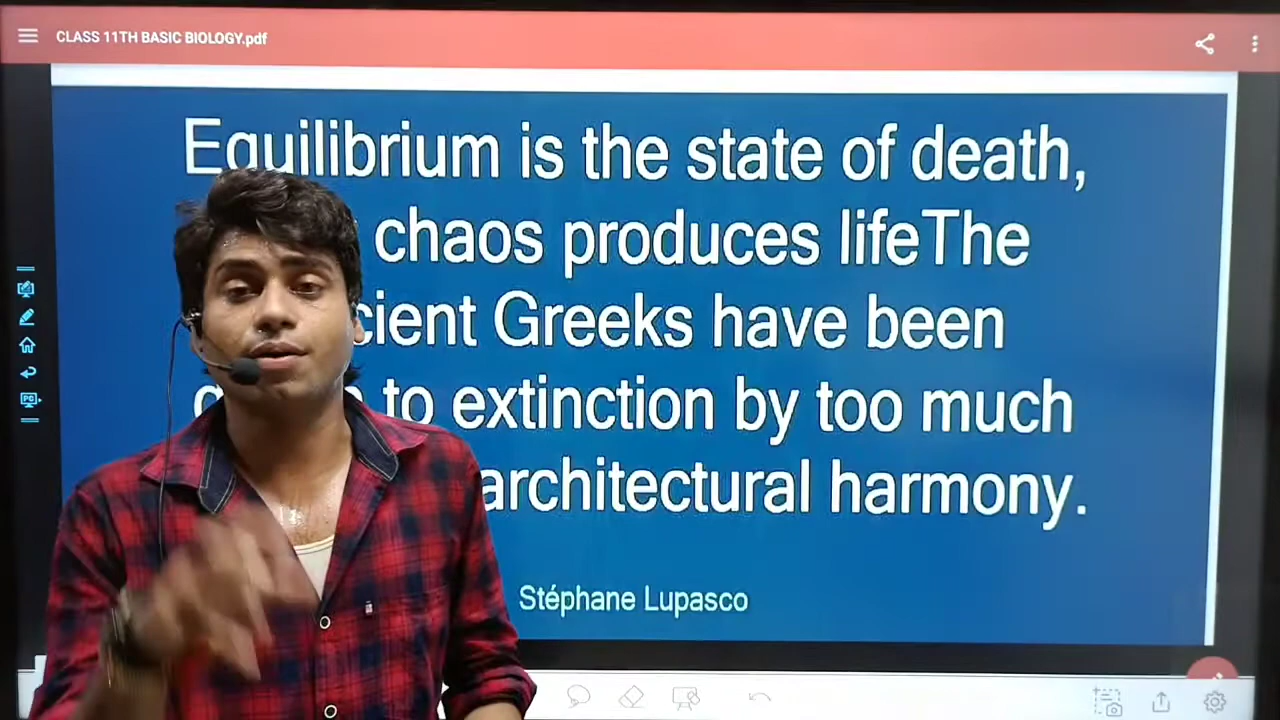 CLASS 11TH BASIC BIOLOGY.pdf
Equilibrium is the state of death,
chaos produces lifeThe
cient Greeks have been
to extinction by too much
architectural harmony.
Stéphane Lupasco
PC